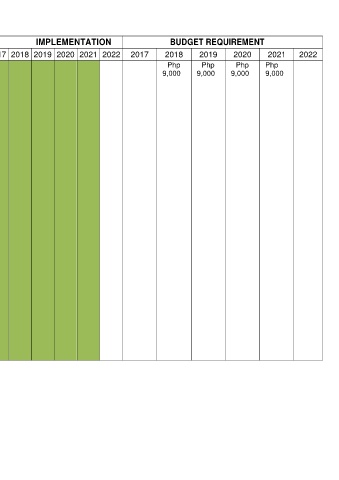 IMPLEMENTATION BUDGET REQUIREMENT
17 2018 2019 2020 2021 2022 2017 2018 2019 2020 2021 2022
Php Php Php Php
9,000 9,000 9,000 9,000